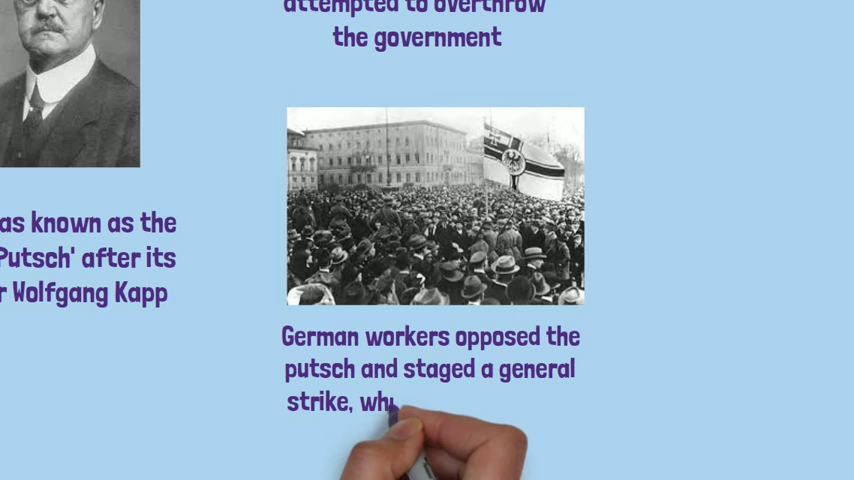 attempted to overthrow
the government
as known as the
Putsch' after its
r Wolfgang Kapp
German workers opposed the
putsch and staged a general
strike, whi